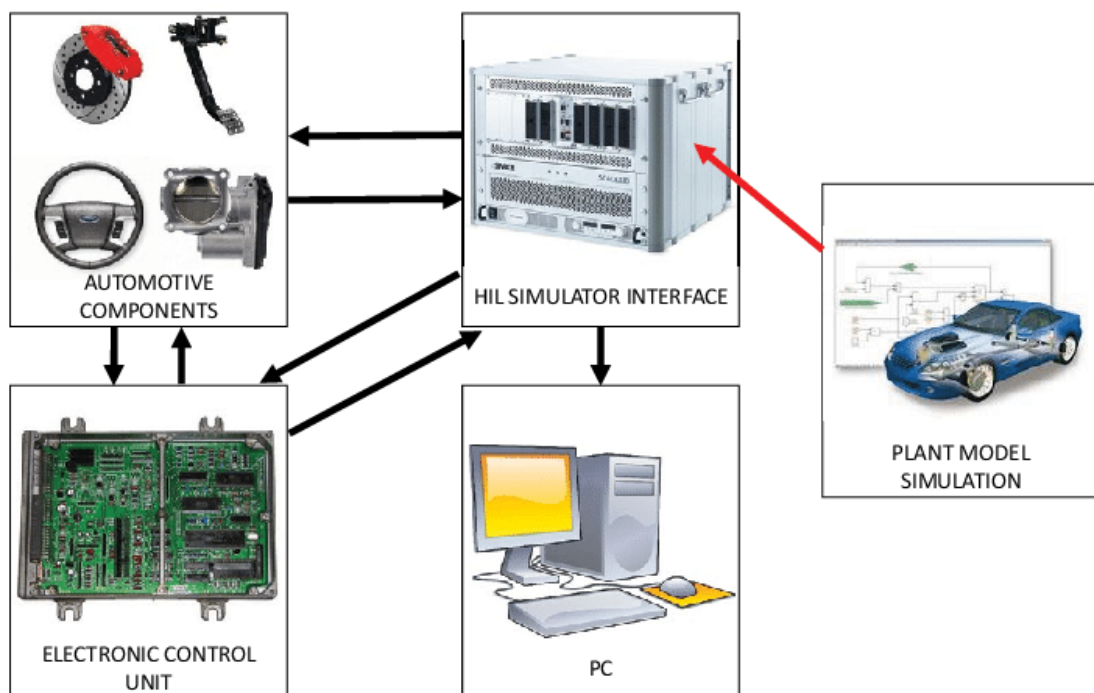 AUTOMOTIVE
COMPONENTS
HIL SIMULATOR INTERFACE
PLANT MODEL
SIMULATION
ELECTRONIC CONTROL
UNIT
PC